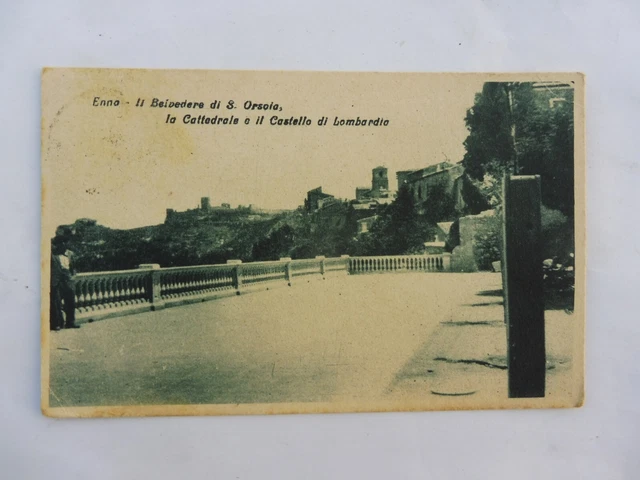 Enna - Il Belvedere di S. Orsola,
la Cattedrale e il Castello di Lombardia